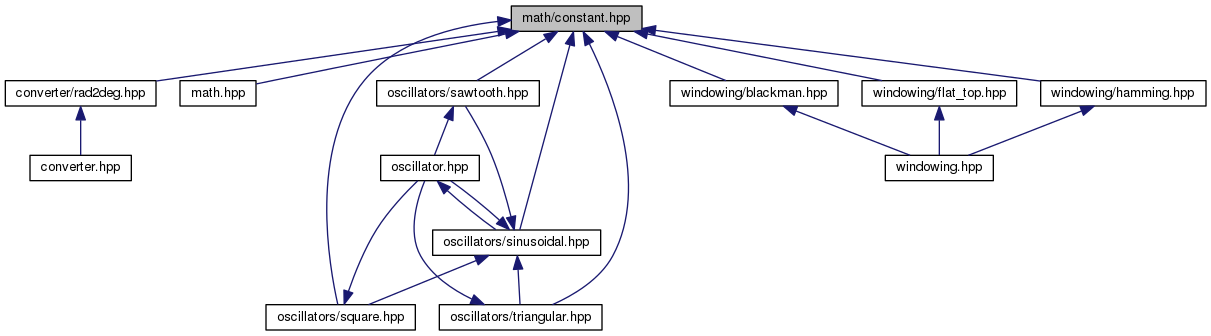 math/constant.hpp
converter/rad2deg.hpp
math.hpp
oscillators/sawtooth.hpp
windowing/blackman.hpp
windowing/flat_top.hpp
windowing/hamming.hpp
converter.hpp
oscillator.hpp
windowing.hpp
oscillators/sinusoidal.hpp
oscillators/square.hpp
oscillators/triangular.hpp